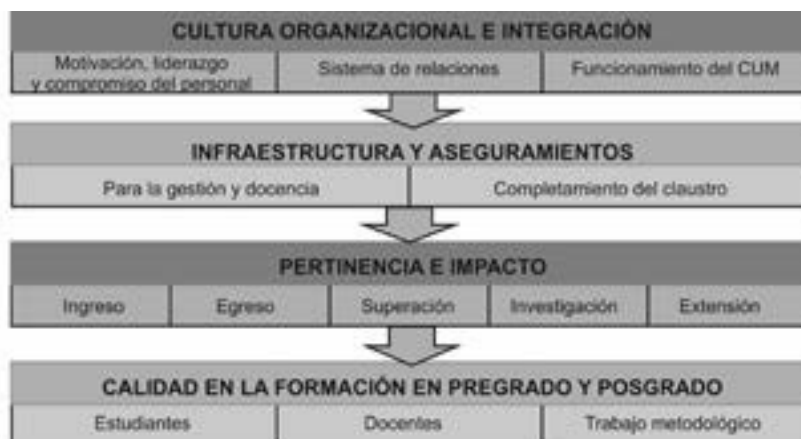 CULTURA ORGANIZACIONAL E INTEGRACIÓN
Motivación, liderazgo
y compromiso del personal
Sistema de relaciones
Funcionamiento del CUM
INFRAESTRUCTURA Y ASEGURAMIENTOS
Para la gestión y docencia
Completamiento del claustro
PERTINENCIA E IMPACTO
Ingreso
Egreso
Superación
Investigación
Extensión
CALIDAD EN LA FORMACIÓN EN PREGRADO Y POSGRADO
Estudiantes
Docentes
Trabajo metodológico